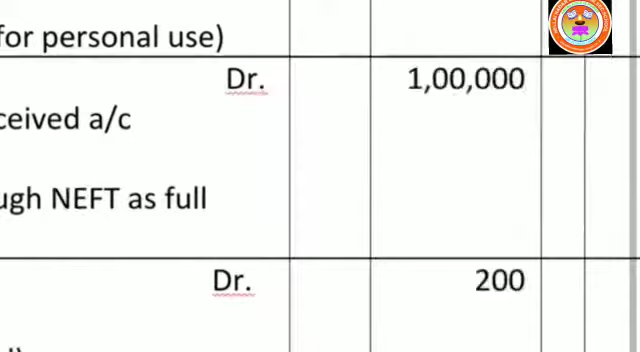 for personal use)
Dr. 1,00,000
ceived a/c
ugh NEFT as full
Dr. 200